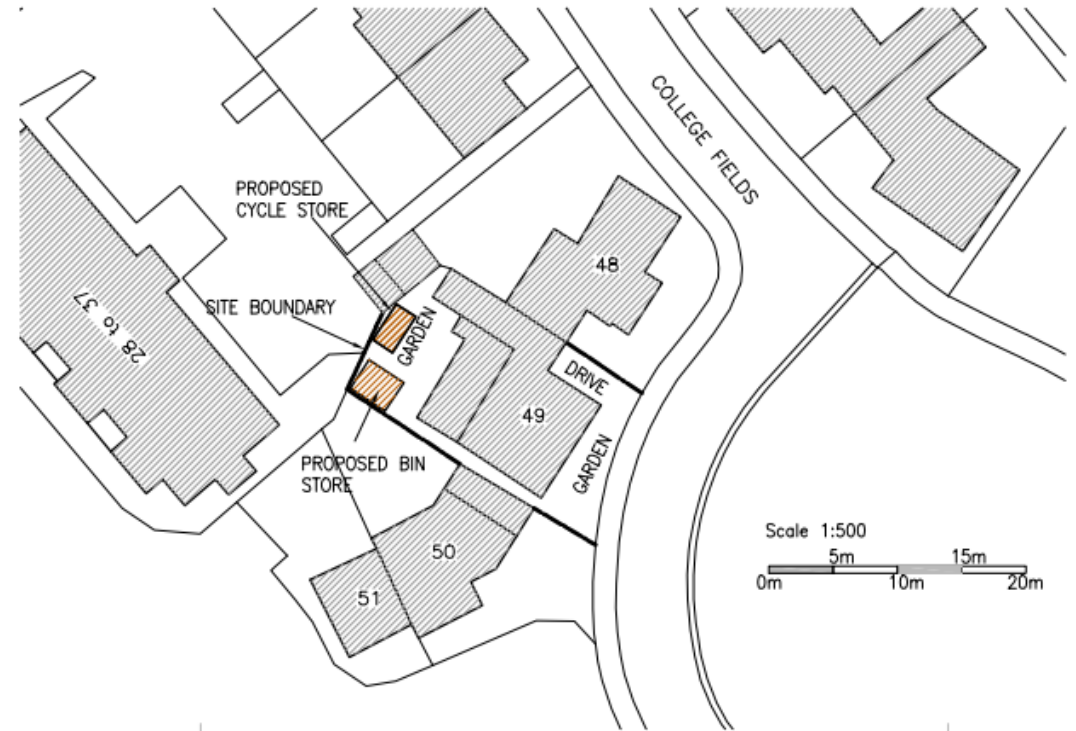 COLLEGE FIELDS
PROPOSED
CYCLE STORE
48
SITE BOUNDARY
28 to 37
GARDEN
DRIVE
49
GARDEN
PROPOSED BIN
STORE
50
51
Scale 1:500
5m
15m
0m
10m
20m